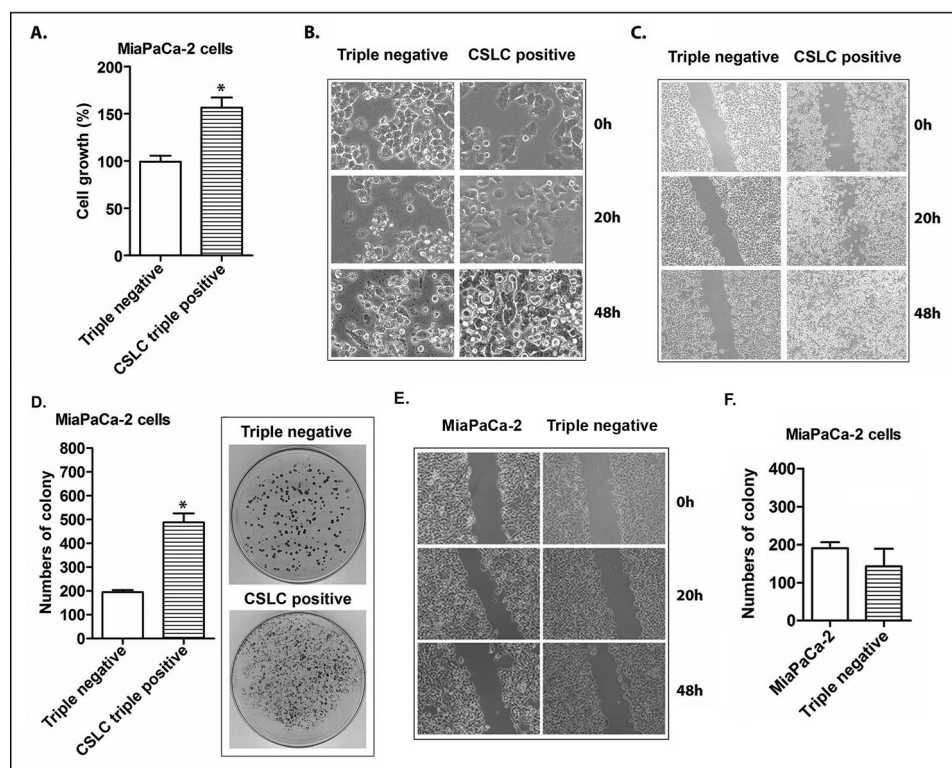 A.
MiaPaCa-2 cells
Cell growth (%)
200
150
100
50
0
*
Triple negative
CSLC triple positive
B.
Triple negative
CSLC positive
0h
20h
48h
C.
Triple negative
CSLC positive
0h
20h
48h
D.
MiaPaCa-2 cells
Numbers of colony
800
700
600
500
400
300
200
100
0
*
Triple negative
CSLC triple positive
Triple negative
CSLC positive
E.
MiaPaCa-2
Triple negative
0h
20h
48h
F.
MiaPaCa-2 cells
Numbers of colony
400
300
200
100
0
MiaPaCa-2
Triple negative